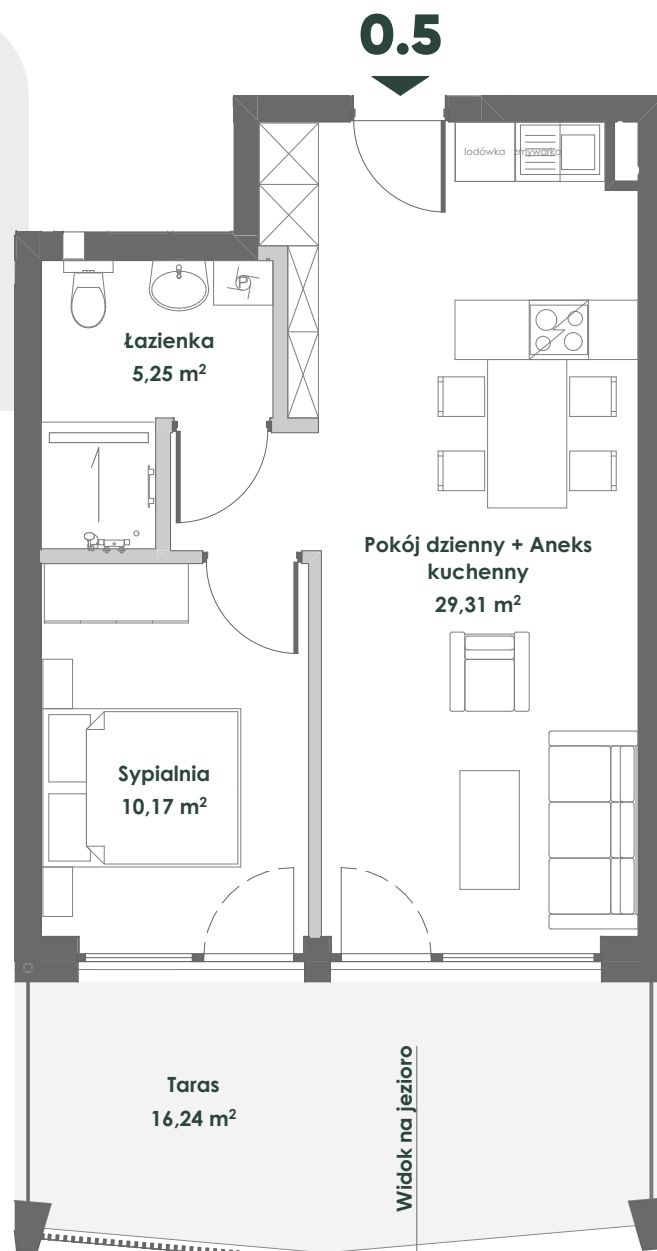 0.5
lodówka zmywarka
P
Łazienka
5,25 m²
Pokój dzienny + Aneks
kuchenny
29,31 m²
Sypialnia
10,17 m²
Taras
16,24 m²
Widok na jezioro